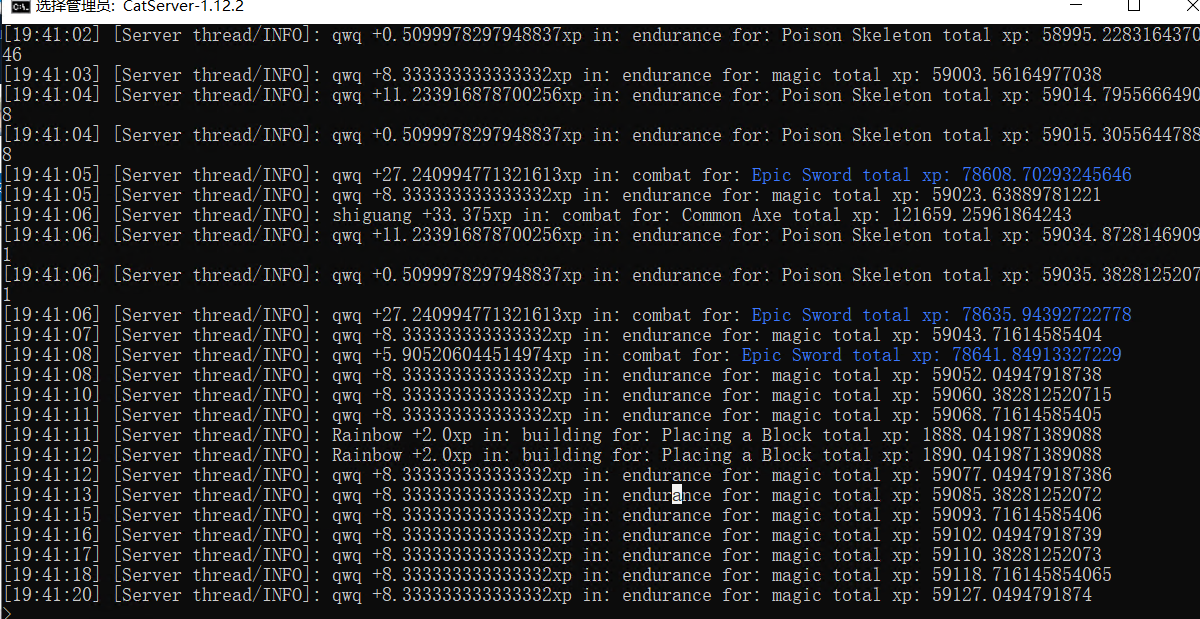 选择管理员: CatServer-1.12.2
[19:41:02] [Server thread/INFO]: qwq +0.5099978297948837xp in: endurance for: Poison Skeleton total xp: 58995.2283164370
46
[19:41:03] [Server thread/INFO]: qwq +8.333333333333332xp in: endurance for: magic total xp: 59003.56164977038
[19:41:04] [Server thread/INFO]: qwq +11.233916878700256xp in: endurance for: Poison Skeleton total xp: 59014.7955666490
8
[19:41:04] [Server thread/INFO]: qwq +0.5099978297948837xp in: endurance for: Poison Skeleton total xp: 59015.3055644788
8
[19:41:05] [Server thread/INFO]: qwq +27.240994771321613xp in: combat for: Epic Sword total xp: 78608.70293245646
[19:41:05] [Server thread/INFO]: qwq +8.333333333333332xp in: endurance for: magic total xp: 59023.63889781221
[19:41:06] [Server thread/INFO]: shiguang +33.375xp in: combat for: Common Axe total xp: 121659.25961864243
[19:41:06] [Server thread/INFO]: qwq +11.233916878700256xp in: endurance for: Poison Skeleton total xp: 59034.8728146909
1
[19:41:06] [Server thread/INFO]: qwq +0.5099978297948837xp in: endurance for: Poison Skeleton total xp: 59035.3828125207
1
[19:41:06] [Server thread/INFO]: qwq +27.240994771321613xp in: combat for: Epic Sword total xp: 78635.94392722778
[19:41:07] [Server thread/INFO]: qwq +8.333333333333332xp in: endurance for: magic total xp: 59043.71614585404
[19:41:08] [Server thread/INFO]: qwq +5.905206044514974xp in: combat for: Epic Sword total xp: 78641.84913327229
[19:41:08] [Server thread/INFO]: qwq +8.333333333333332xp in: endurance for: magic total xp: 59052.04947918738
[19:41:10] [Server thread/INFO]: qwq +8.333333333333332xp in: endurance for: magic total xp: 59060.382812520715
[19:41:11] [Server thread/INFO]: qwq +8.333333333333332xp in: endurance for: magic total xp: 59068.71614585405
[19:41:11] [Server thread/INFO]: Rainbow +2.0xp in: building for: Placing a Block total xp: 1888.0419871389088
[19:41:12] [Server thread/INFO]: Rainbow +2.0xp in: building for: Placing a Block total xp: 1890.0419871389088
[19:41:12] [Server thread/INFO]: qwq +8.333333333333332xp in: endurance for: magic total xp: 59077.049479187386
[19:41:13] [Server thread/INFO]: qwq +8.333333333333332xp in: endurance for: magic total xp: 59085.38281252072
[19:41:15] [Server thread/INFO]: qwq +8.333333333333332xp in: endurance for: magic total xp: 59093.71614585406
[19:41:16] [Server thread/INFO]: qwq +8.333333333333332xp in: endurance for: magic total xp: 59102.04947918739
[19:41:17] [Server thread/INFO]: qwq +8.333333333333332xp in: endurance for: magic total xp: 59110.38281252073
[19:41:18] [Server thread/INFO]: qwq +8.333333333333332xp in: endurance for: magic total xp: 59118.716145854065
[19:41:20] [Server thread/INFO]: qwq +8.333333333333332xp in: endurance for: magic total xp: 59127.0494791874
>